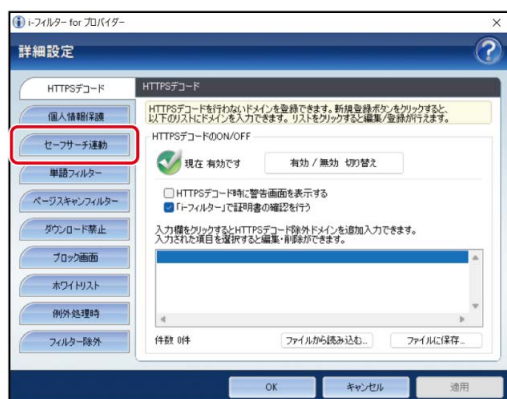 i-フィルター for プロバイダー
詳細設定
HTTPSデコード
個人情報保護
セーフサーチ連動
単語フィルター
ページスキャンフィルター
ダウンロード禁止
ブロック画面
ホワイトリスト
例外処理時
フィルター除外
HTTPSデコード
HTTPSデコードを行わないドメインを登録できます。新規登録ボタンをクリックすると、
以下のリストにドメインを入力できます。リストをクリックすると編集/登録が行えます。
HTTPSデコードのON/OFF
現在 有効です
有効 / 無効 切り替え
HTTPSデコード時に警告画面を表示する
「i-フィルター」で証明書の確認を行う
入力欄をクリックするとHTTPSデコード除外ドメインを追加入力できます。
入力された項目を選択すると編集・削除ができます。
件数 0件
ファイルから読み込む...
ファイルに保存...
OK
キャンセル
適用